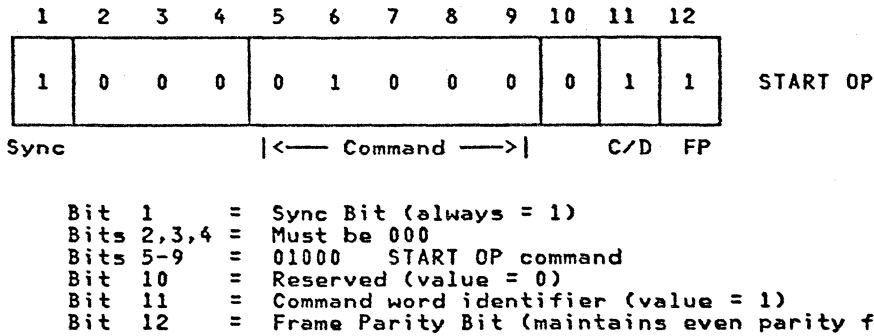 1 2 3 4 5 6 7 8 9 10 11 12
1 0 0 0 0 1 0 0 0 0 1 1 START OP
Sync |<—— Command ——>| C/D FP
Bit 1 = Sync Bit (always = 1)
Bits 2,3,4 = Must be 000
Bits 5-9 = 01000 START OP command
Bit 10 = Reserved (value = 0)
Bit 11 = Command word identifier (value = 1)
Bit 12 = Frame Parity Bit (maintains even parity f